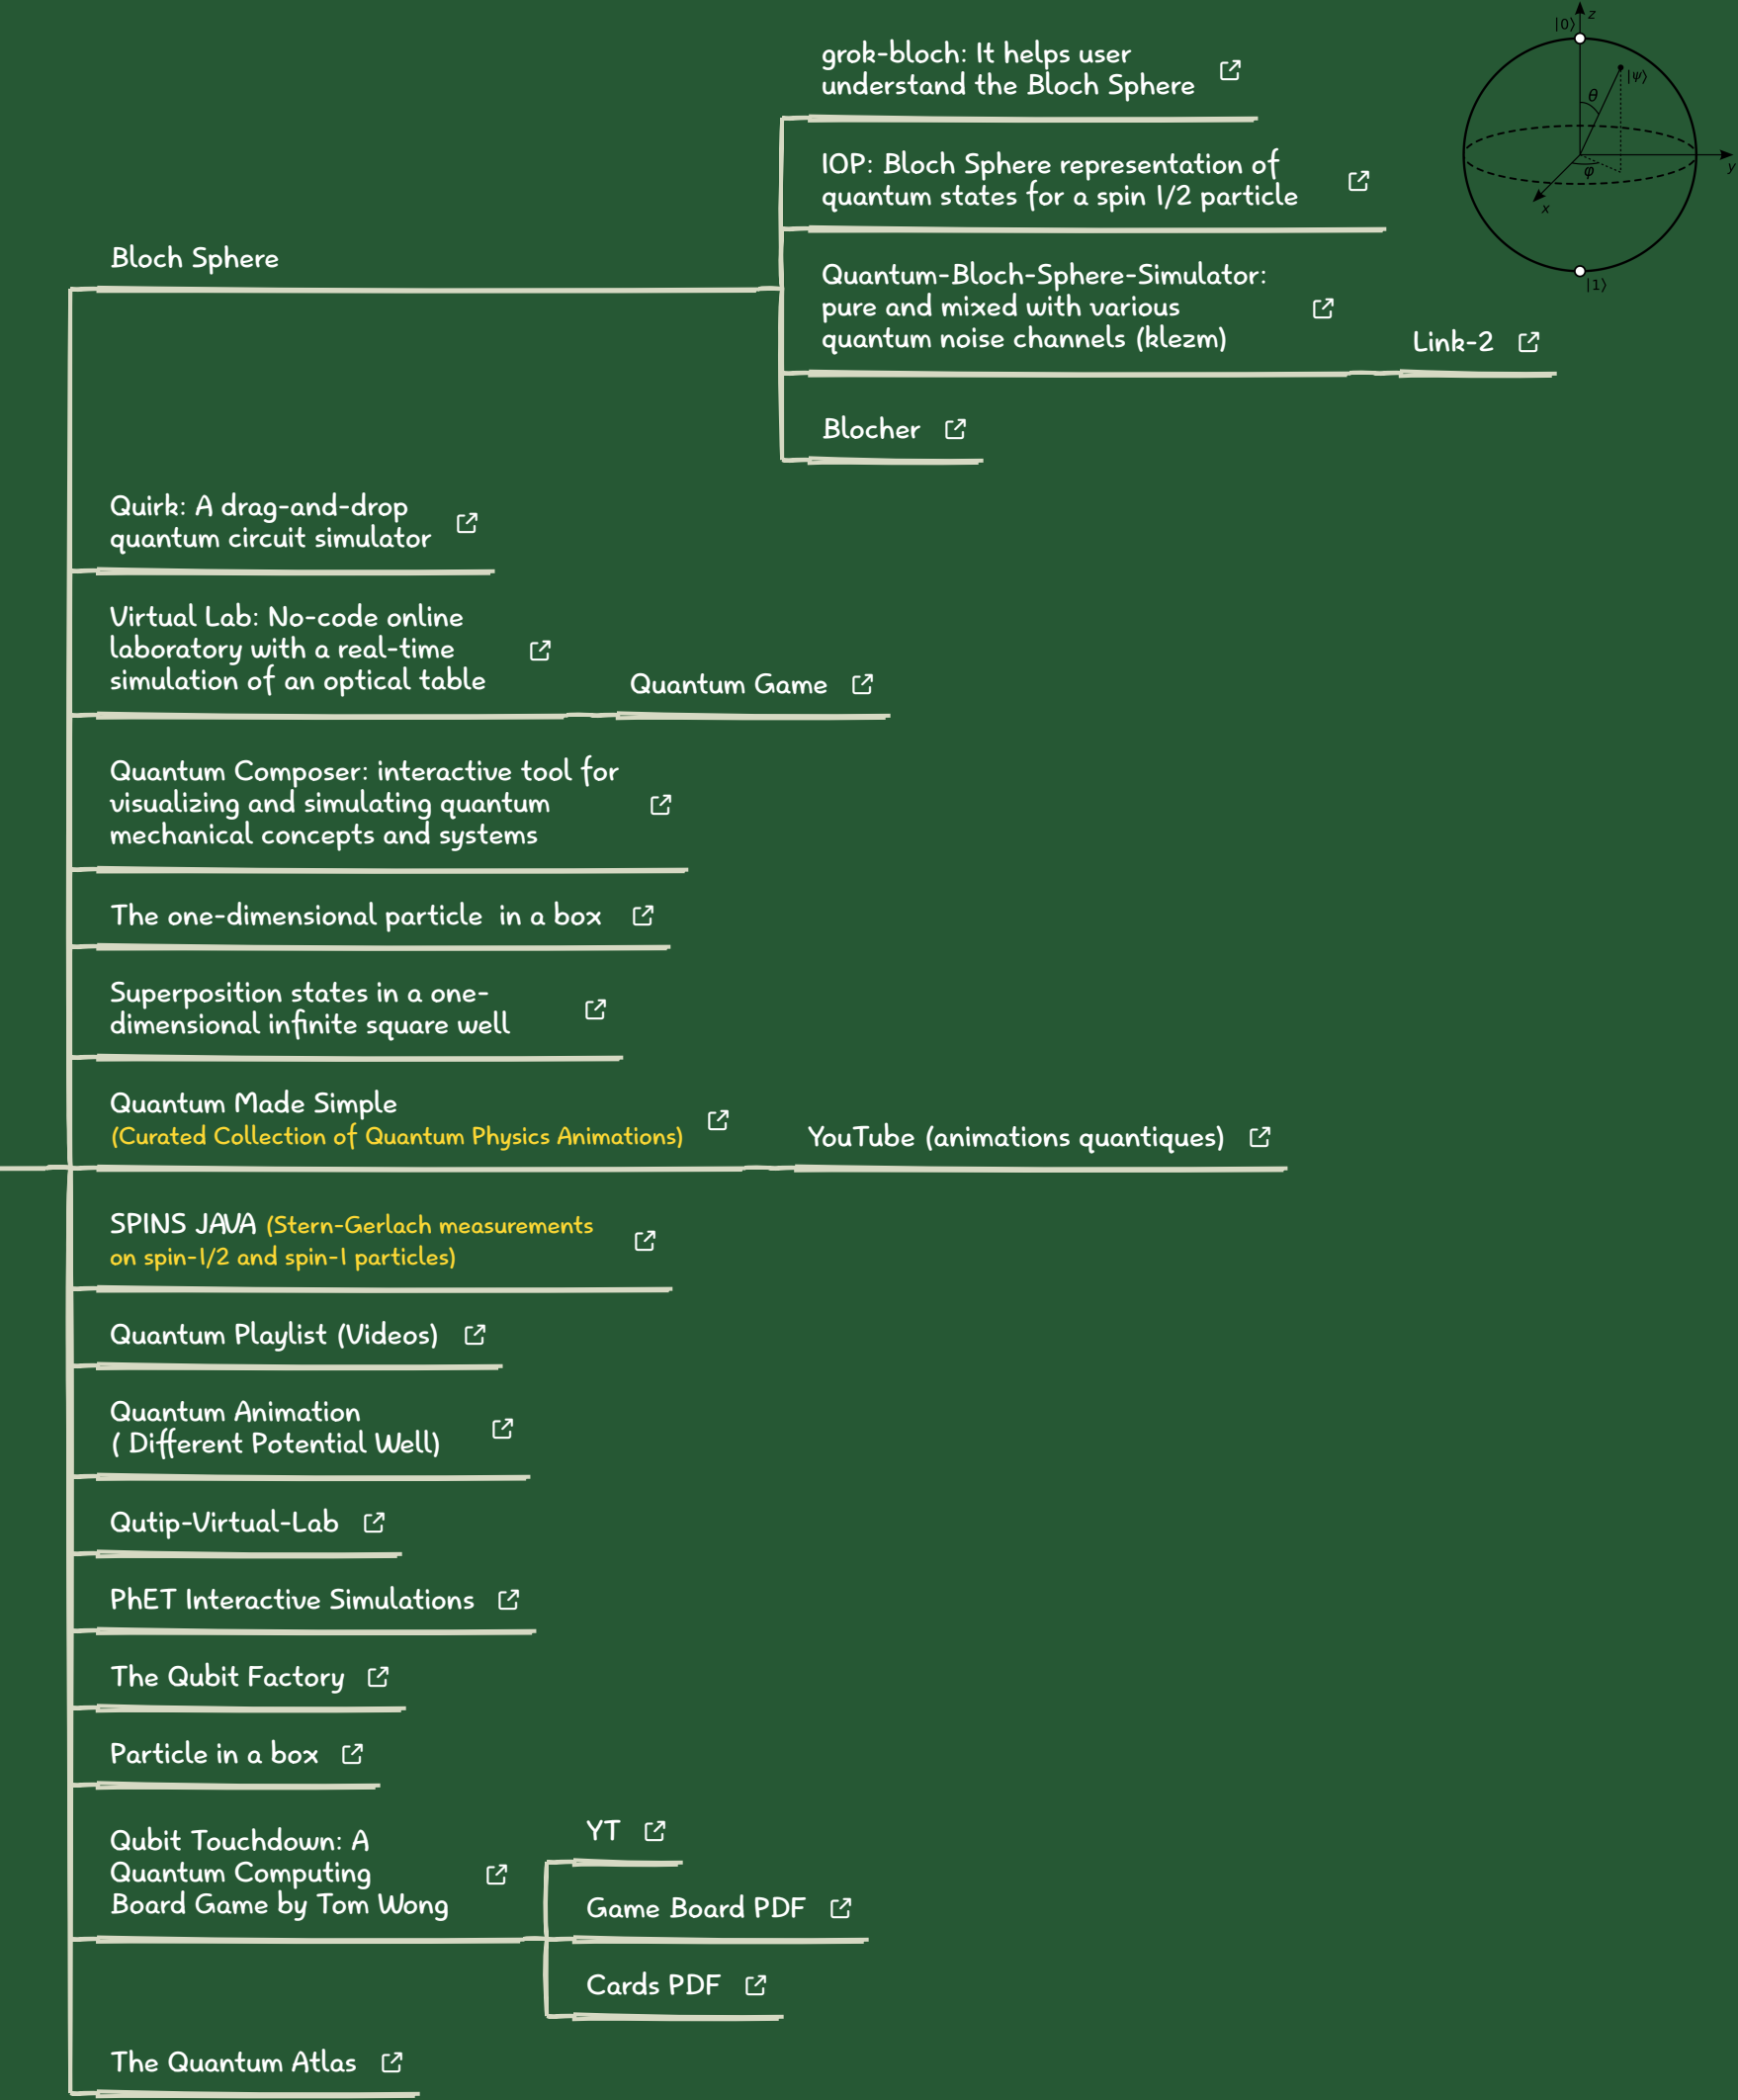 grok-bloch: It helps user
understand the Bloch Sphere
IOP: Bloch Sphere representation of
quantum states for a spin 1/2 particle
Bloch Sphere
Quantum-Bloch-Sphere-Simulator:
pure and mixed with various
quantum noise channels (klezm)
Link-2
Blocher
|0⟩
z
|ψ⟩
θ
φ
y
x
|1⟩
Quirk: A drag-and-drop
quantum circuit simulator
Virtual Lab: No-code online
laboratory with a real-time
simulation of an optical table
Quantum Game
Quantum Composer: interactive tool for
visualizing and simulating quantum
mechanical concepts and systems
The one-dimensional particle in a box
Superposition states in a one-
dimensional infinite square well
Quantum Made Simple
(Curated Collection of Quantum Physics Animations)
YouTube (animations quantiques)
SPINS JAVA (Stern-Gerlach measurements
on spin-1/2 and spin-1 particles)
Quantum Playlist (Videos)
Quantum Animation
( Different Potential Well)
Qutip-Virtual-Lab
PhET Interactive Simulations
The Qubit Factory
Particle in a box
Qubit Touchdown: A
Quantum Computing
Board Game by Tom Wong
YT
Game Board PDF
Cards PDF
The Quantum Atlas